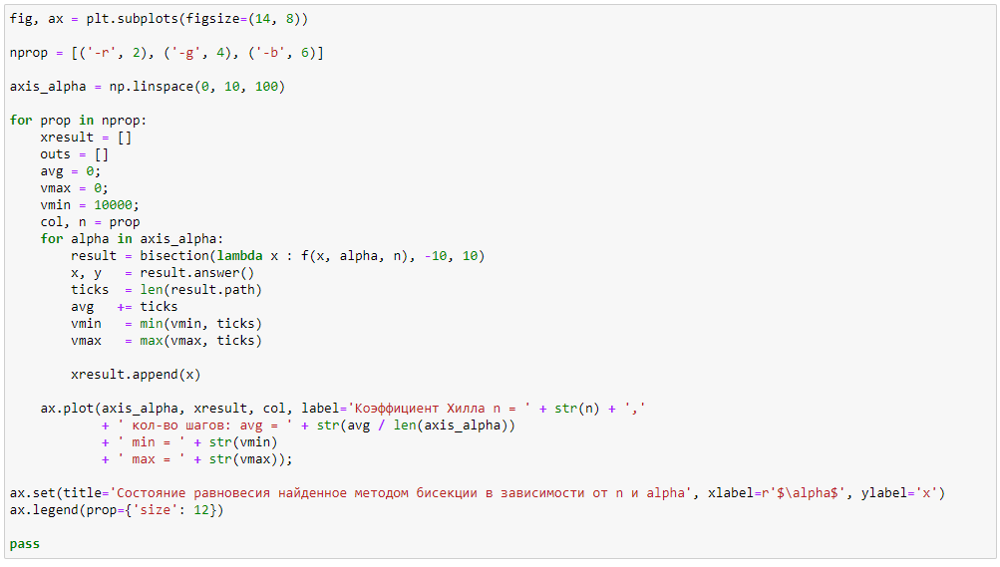 fig, ax = plt.subplots(figsize=(14, 8))
nprop = [('-r', 2), ('-g', 4), ('-b', 6)]
axis_alpha = np.linspace(0, 10, 100)
for prop in nprop:
    xresult = []
    outs = []
    avg = 0;
    vmax = 0;
    vmin = 10000;
    col, n = prop
    for alpha in axis_alpha:
        result = bisection(lambda x : f(x, alpha, n), -10, 10)
        x, y   = result.answer()
        ticks  = len(result.path)
        avg   += ticks
        vmin   = min(vmin, ticks)
        vmax   = max(vmax, ticks)
        xresult.append(x)
    ax.plot(axis_alpha, xresult, col, label='Коэффициент Хилла n = ' + str(n) + ','
            + ' кол-во шагов: avg = ' + str(avg / len(axis_alpha))
            + ' min = ' + str(vmin)
            + ' max = ' + str(vmax));
ax.set(title='Состояние равновесия найденное методом бисекции в зависимости от n и alpha', xlabel=r'$\alpha$', ylabel='x')
ax.legend(prop={'size': 12})
pass